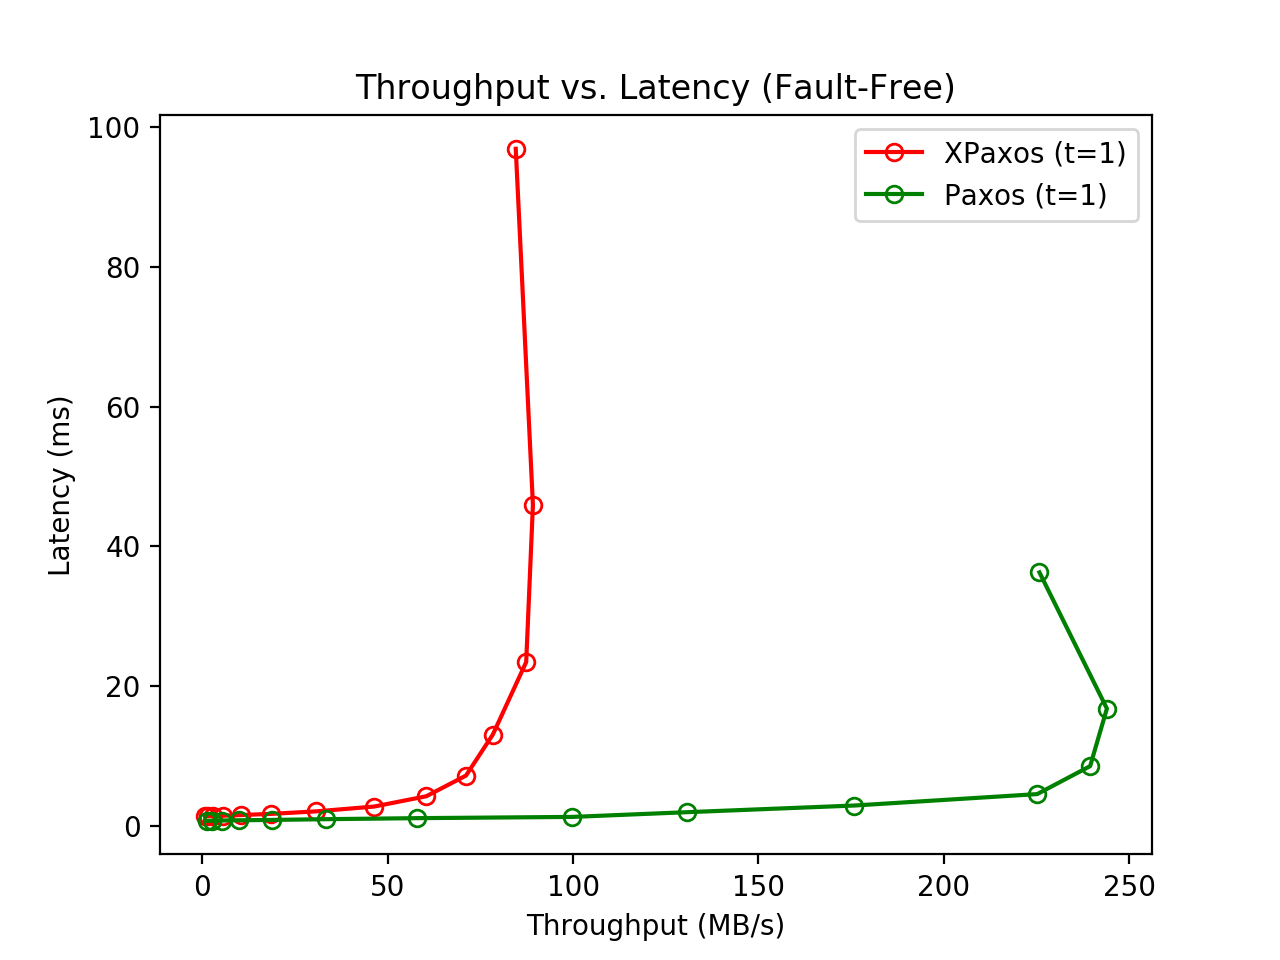 Throughput vs. Latency (Fault-Free)
XPaxos (t=1)
Paxos (t=1)
100
80
60
40
20
0
Latency (ms)
0 50 100 150 200 250
Throughput (MB/s)